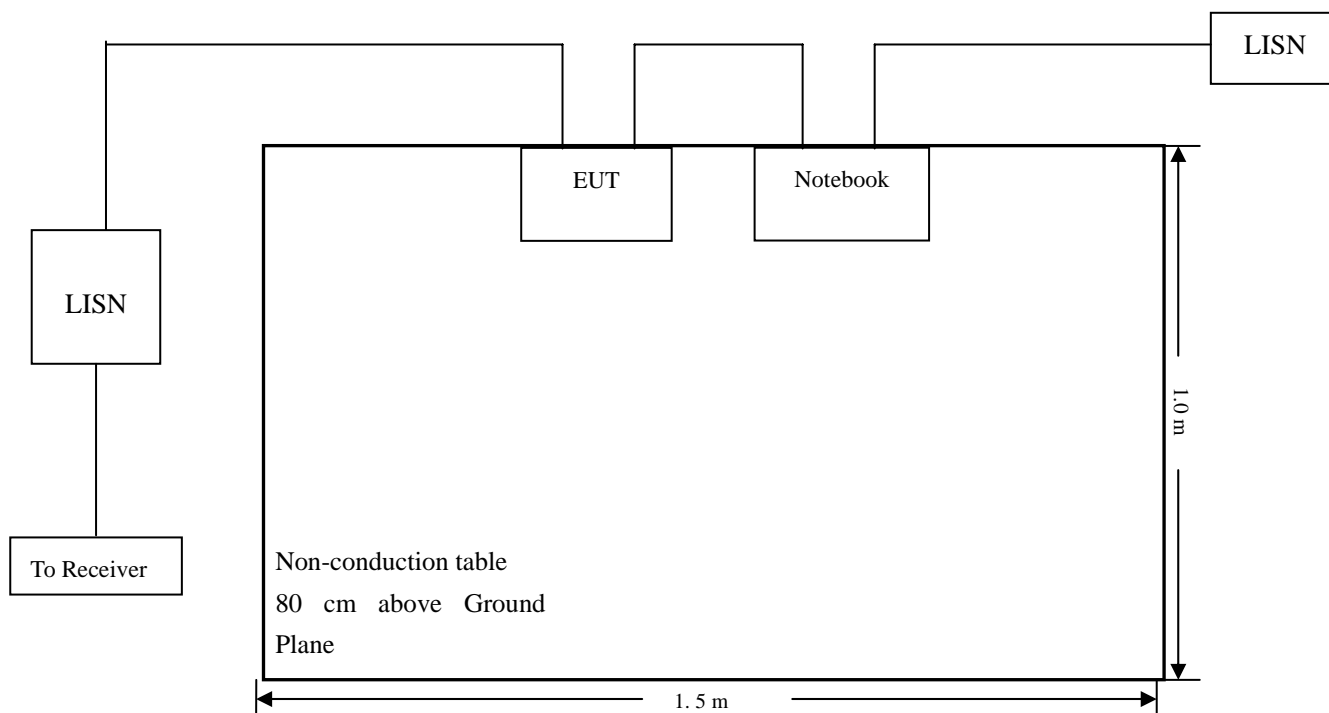 LISN
EUT
Notebook
LISN
1.0 m
To Receiver
Non-conduction table
80 cm above Ground
Plane
1. 5 m